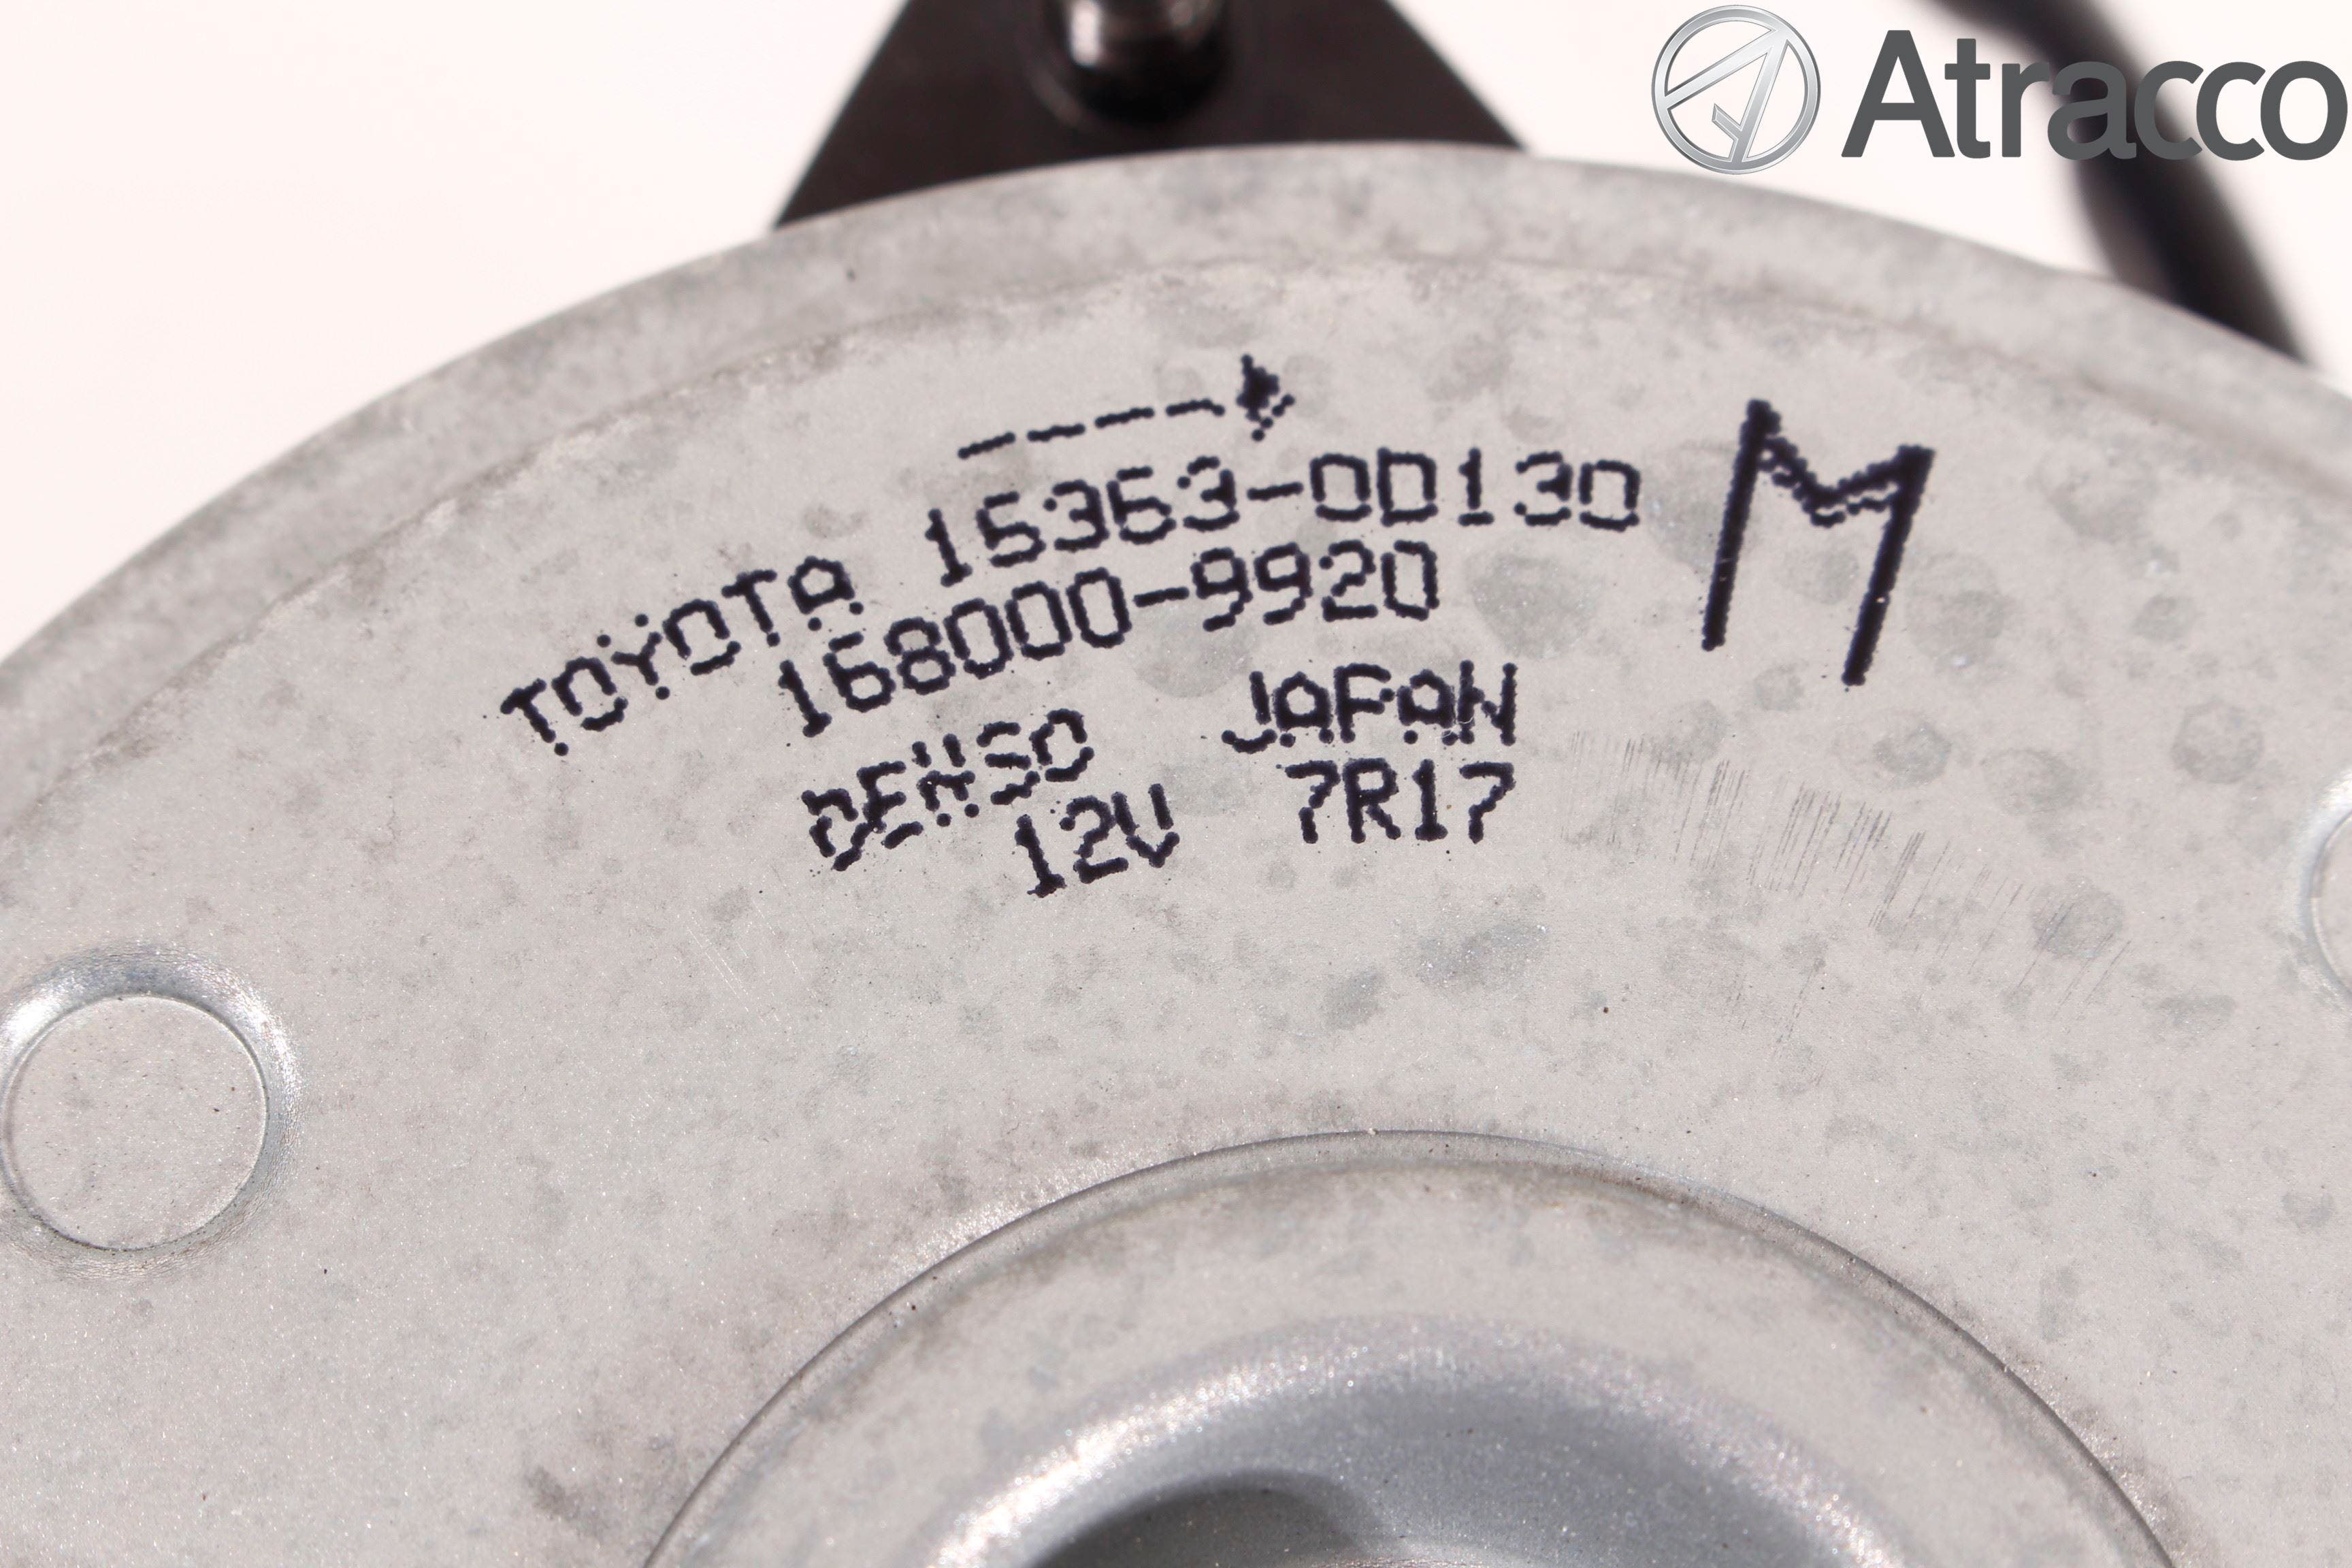 Atracco
TOYOTA 16363-0D130 M
168000-9920
DENSO JAPAN
12V 7R17